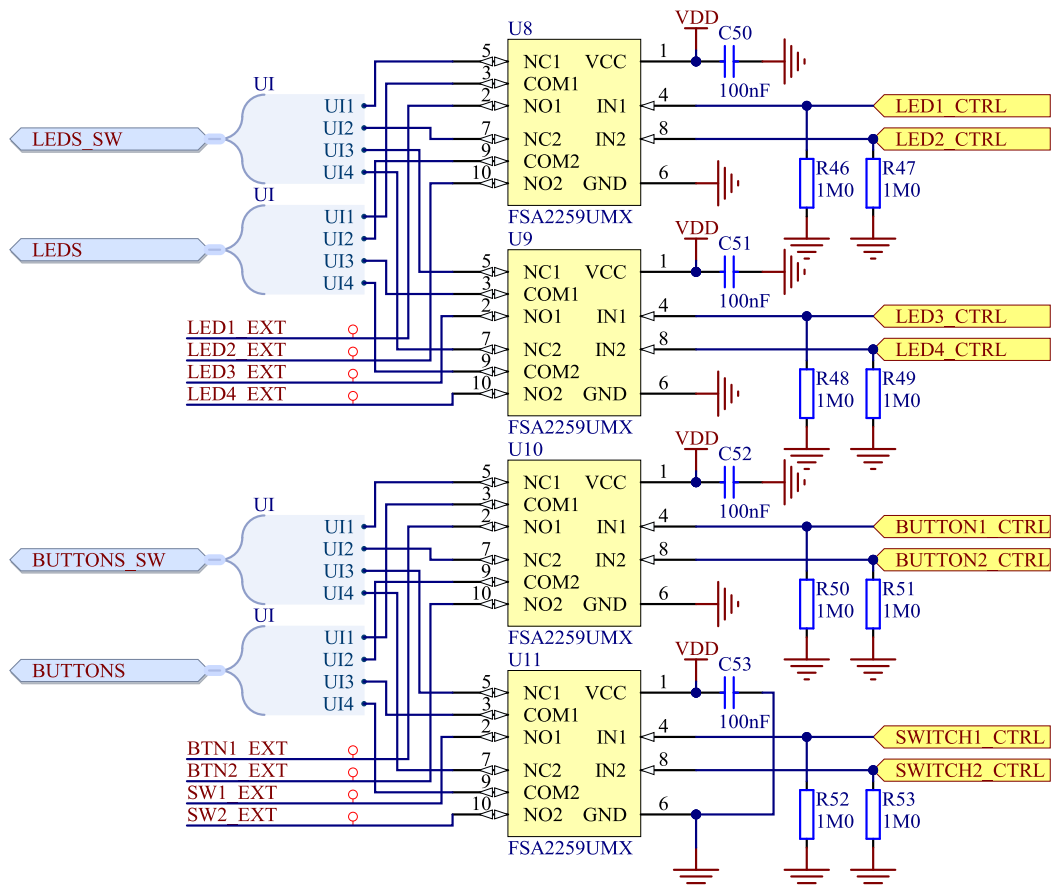 U8
VDD
C50
100nF
5 NC1 VCC 1
3 COM1
2 NO1 IN1 4
7 NC2 IN2 8
9 COM2
10 NO2 GND 6
FSA2259UMX
LED1_CTRL
LED2_CTRL
R46
1M0
R47
1M0
UI
LEDS_SW
UI1
UI2
UI3
UI4
UI
LEDS
UI1
UI2
UI3
UI4
U9
VDD
C51
100nF
5 NC1 VCC 1
3 COM1
2 NO1 IN1 4
7 NC2 IN2 8
9 COM2
10 NO2 GND 6
FSA2259UMX
LED3_CTRL
LED4_CTRL
R48
1M0
R49
1M0
LED1_EXT
LED2_EXT
LED3_EXT
LED4_EXT
U10
VDD
C52
100nF
5 NC1 VCC 1
3 COM1
2 NO1 IN1 4
7 NC2 IN2 8
9 COM2
10 NO2 GND 6
FSA2259UMX
BUTTON1_CTRL
BUTTON2_CTRL
R50
1M0
R51
1M0
UI
BUTTONS_SW
UI1
UI2
UI3
UI4
UI
BUTTONS
UI1
UI2
UI3
UI4
U11
VDD
C53
100nF
5 NC1 VCC 1
3 COM1
2 NO1 IN1 4
7 NC2 IN2 8
9 COM2
10 NO2 GND 6
FSA2259UMX
SWITCH1_CTRL
SWITCH2_CTRL
R52
1M0
R53
1M0
BTN1_EXT
BTN2_EXT
SW1_EXT
SW2_EXT